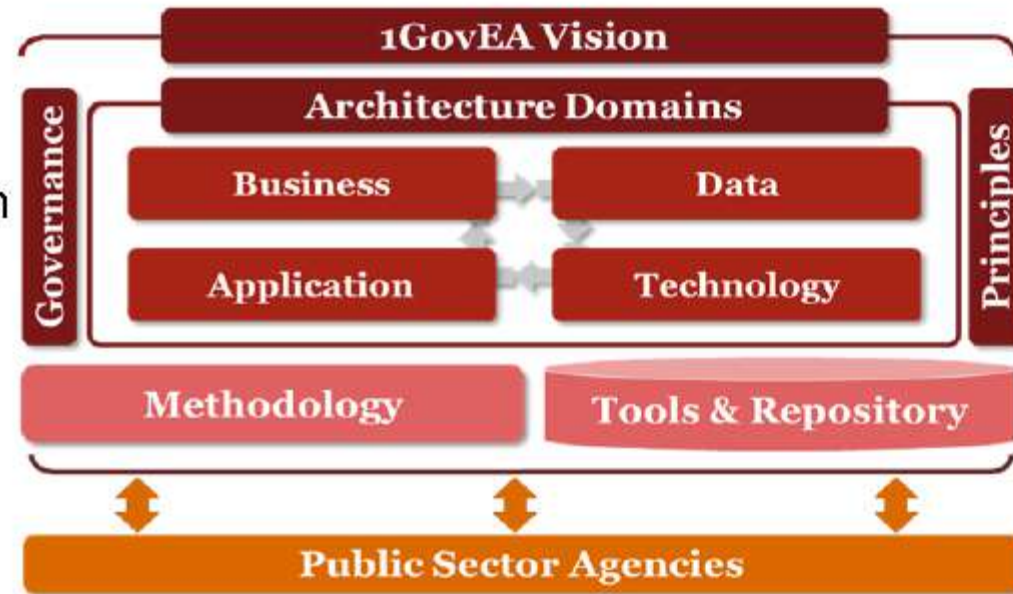 1GovEA Vision
Architecture Domains
Governance
Business
Data
Application
Technology
Principles
Methodology
Tools & Repository
Public Sector Agencies